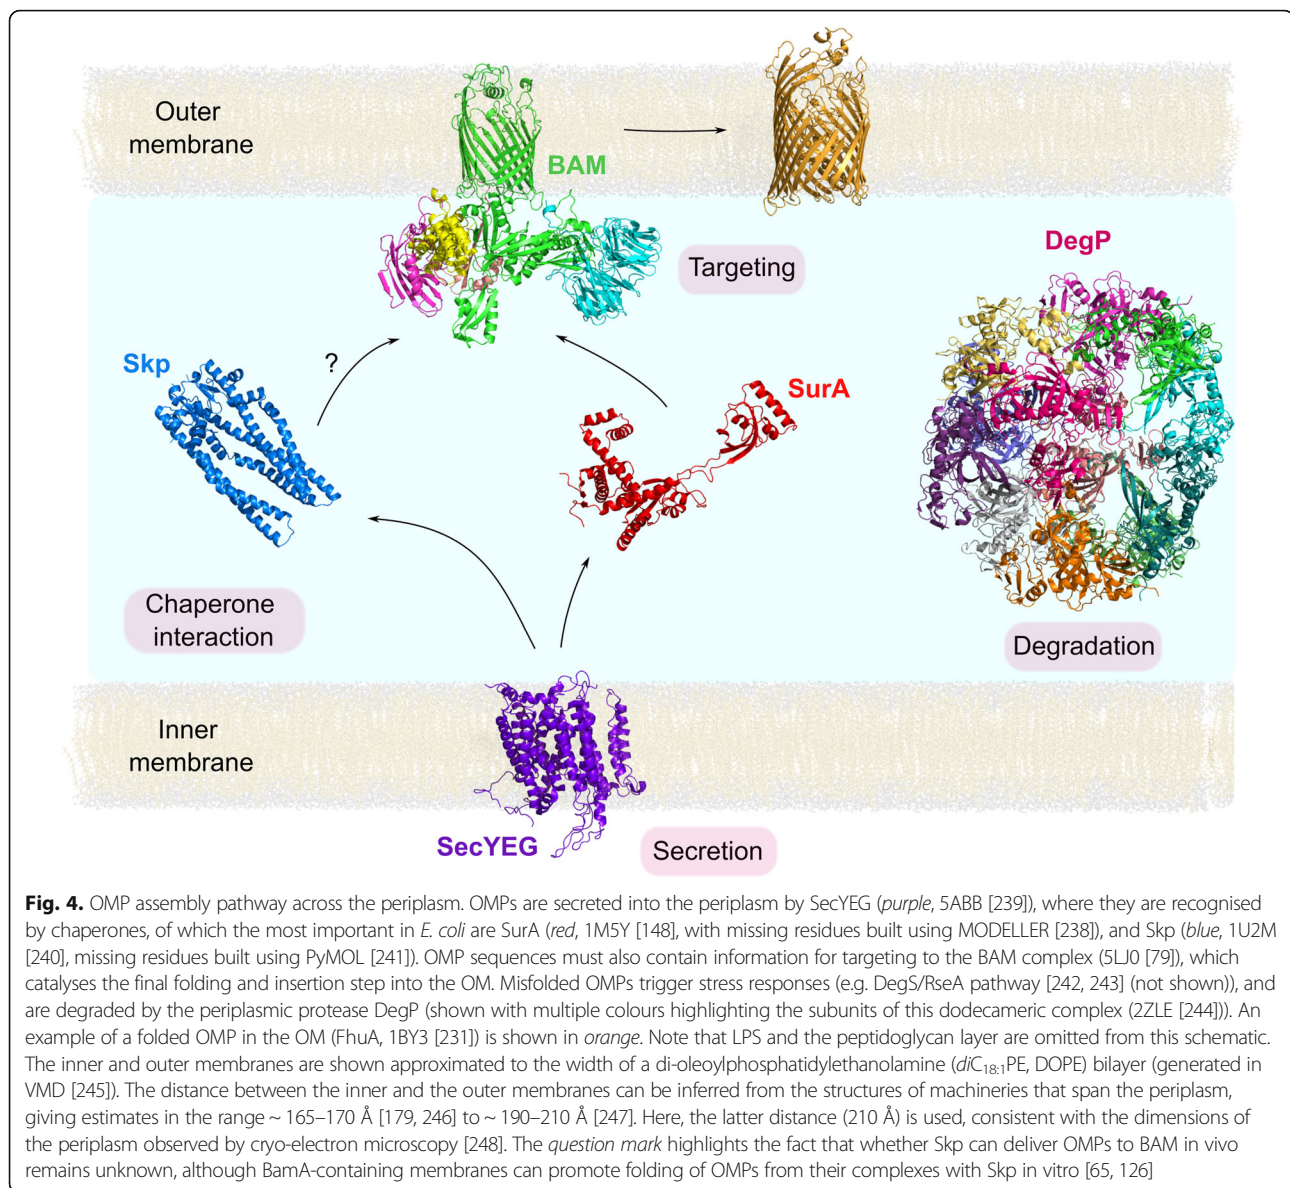 Outer
membrane
BAM
Targeting
DegP
Skp
?
SurA
Chaperone
interaction
Degradation
Inner
membrane
SecYEG
Secretion
Fig. 4. OMP assembly pathway across the periplasm. OMPs are secreted into the periplasm by SecYEG (purple, 5ABB [239]), where they are recognised
by chaperones, of which the most important in E. coli are SurA (red, 1M5Y [148], with missing residues built using MODELLER [238]), and Skp (blue, 1U2M
[240], missing residues built using PyMOL [241]). OMP sequences must also contain information for targeting to the BAM complex (5LJ0 [79]), which
catalyses the final folding and insertion step into the OM. Misfolded OMPs trigger stress responses (e.g. DegS/RseA pathway [242, 243] (not shown)), and
are degraded by the periplasmic protease DegP (shown with multiple colours highlighting the subunits of this dodecameric complex (2ZLE [244])). An
example of a folded OMP in the OM (FhuA, 1BY3 [231]) is shown in orange. Note that LPS and the peptidoglycan layer are omitted from this schematic.
The inner and outer membranes are shown approximated to the width of a di-oleoylphosphatidylethanolamine (diC18:1PE, DOPE) bilayer (generated in
VMD [245]). The distance between the inner and the outer membranes can be inferred from the structures of machineries that span the periplasm,
giving estimates in the range ~ 165–170 Å [179, 246] to ~ 190–210 Å [247]. Here, the latter distance (210 Å) is used, consistent with the dimensions of
the periplasm observed by cryo-electron microscopy [248]. The question mark highlights the fact that whether Skp can deliver OMPs to BAM in vivo
remains unknown, although BamA-containing membranes can promote folding of OMPs from their complexes with Skp in vitro [65, 126]